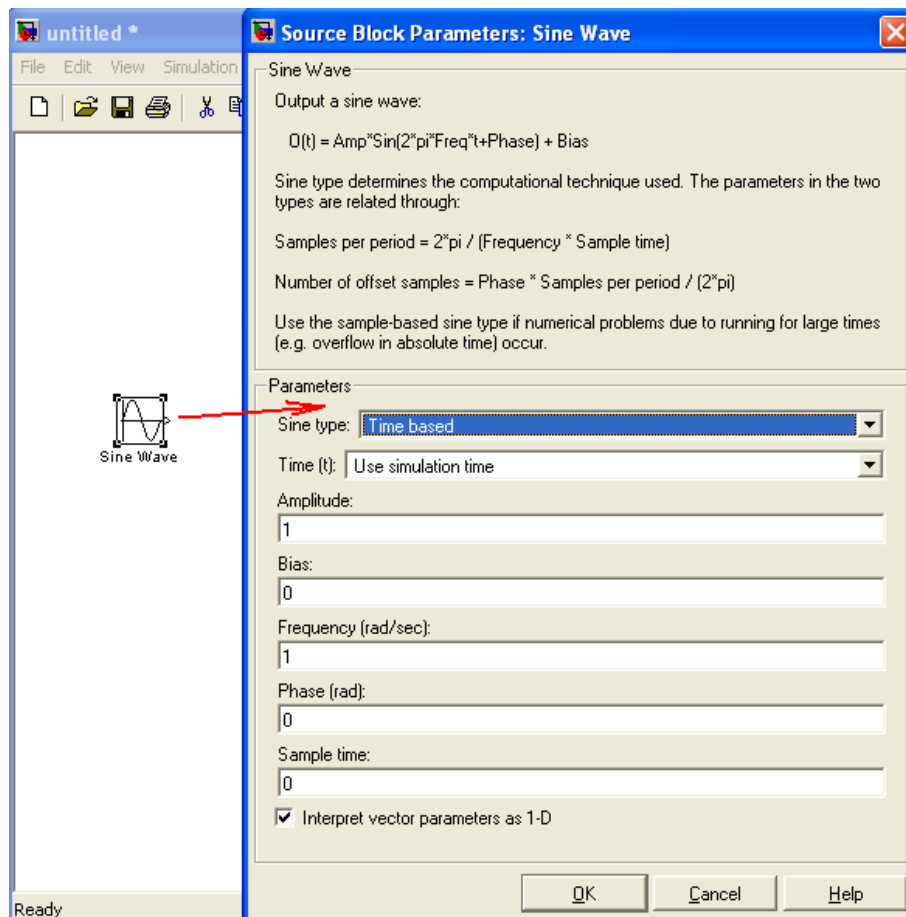 untitled *
File Edit View Simulation
Sine Wave
Ready
Source Block Parameters: Sine Wave
Sine Wave
Output a sine wave:
O(t) = Amp*Sin(2*pi*Freq*t+Phase) + Bias
Sine type determines the computational technique used. The parameters in the two
types are related through:
Samples per period = 2*pi / (Frequency * Sample time)
Number of offset samples = Phase * Samples per period / (2*pi)
Use the sample-based sine type if numerical problems due to running for large times
(e.g. overflow in absolute time) occur.
Parameters
Sine type: Time based
Time (t): Use simulation time
Amplitude:
1
Bias:
0
Frequency (rad/sec):
1
Phase (rad):
0
Sample time:
0
Interpret vector parameters as 1-D
OK Cancel Help